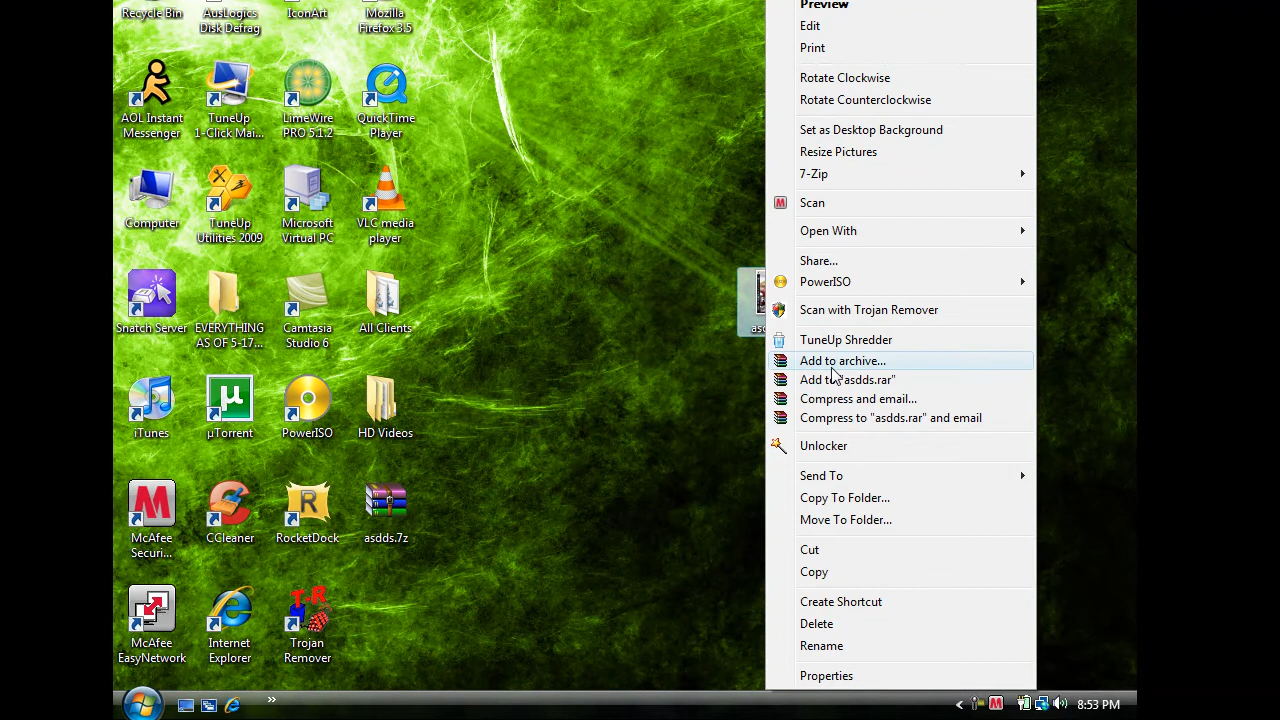 Recycle Bin
AusLogics
Disk Defrag
IconArt
Mozilla
Firefox 3.5
AOL Instant
Messenger
TuneUp
1-Click Mai...
LimeWire
PRO 5.1.2
QuickTime
Player
Computer
TuneUp
Utilities 2009
Microsoft
Virtual PC
VLC media
player
Snatch Server
EVERYTHING
AS OF 5-17...
Camtasia
Studio 6
All Clients
iTunes
µTorrent
PowerISO
HD Videos
McAfee
Securi...
CCleaner
RocketDock
asdds.7z
McAfee
EasyNetwork
Internet
Explorer
Trojan
Remover
Preview
Edit
Print
Rotate Clockwise
Rotate Counterclockwise
Set as Desktop Background
Resize Pictures
7-Zip
Scan
Open With
Share...
PowerISO
Scan with Trojan Remover
TuneUp Shredder
Add to archive...
Add to "asdds.rar"
Compress and email...
Compress to "asdds.rar" and email
Unlocker
Send To
Copy To Folder...
Move To Folder...
Cut
Copy
Create Shortcut
Delete
Rename
Properties
8:53 PM